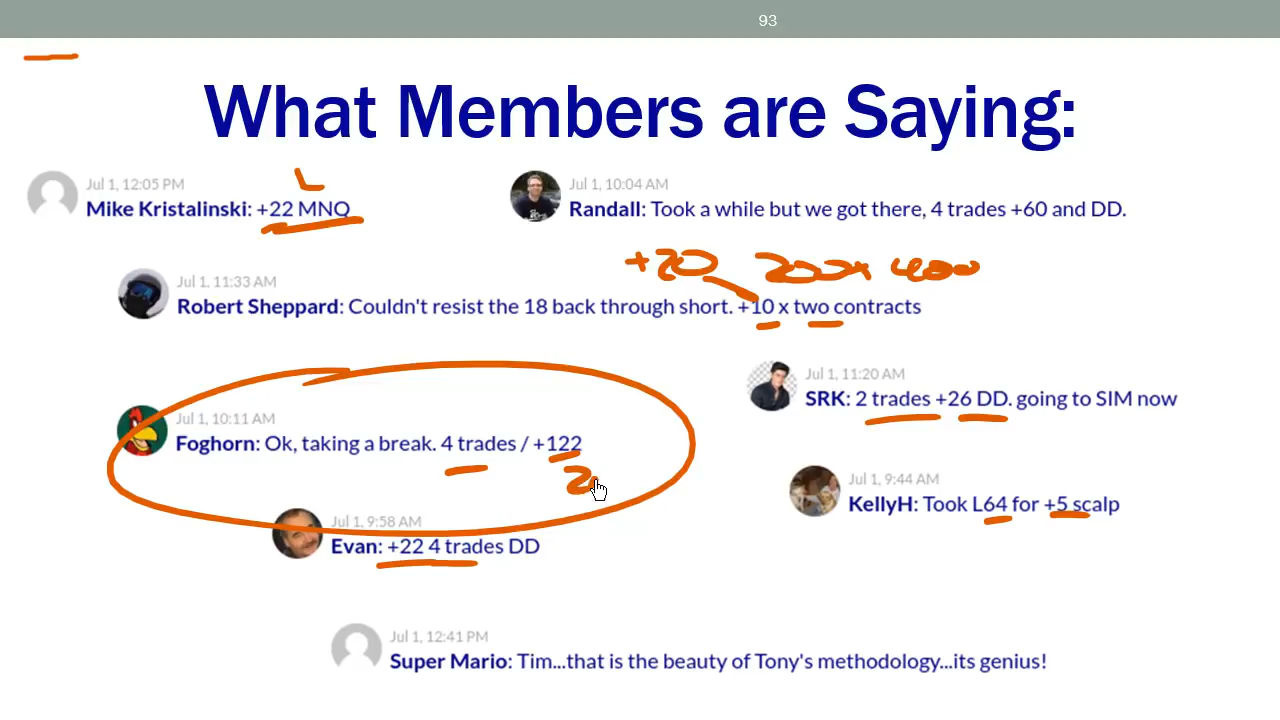 93
What Members are Saying:
Jul 1, 12:05 PM
Mike Kristalinski: +22 MNQ
L
Jul 1, 10:04 AM
Randall: Took a while but we got there, 4 trades +60 and DD.
+20 200x 400
Jul 1, 11:33 AM
Robert Sheppard: Couldn't resist the 18 back through short. +10 x two contracts
Jul 1, 11:20 AM
SRK: 2 trades +26 DD. going to SIM now
Jul 1, 10:11 AM
Foghorn: Ok, taking a break. 4 trades / +122
Jul 1, 9:44 AM
KellyH: Took L64 for +5 scalp
Jul 1, 9:58 AM
Evan: +22 4 trades DD
Jul 1, 12:41 PM
Super Mario: Tim...that is the beauty of Tony's methodology...its genius!